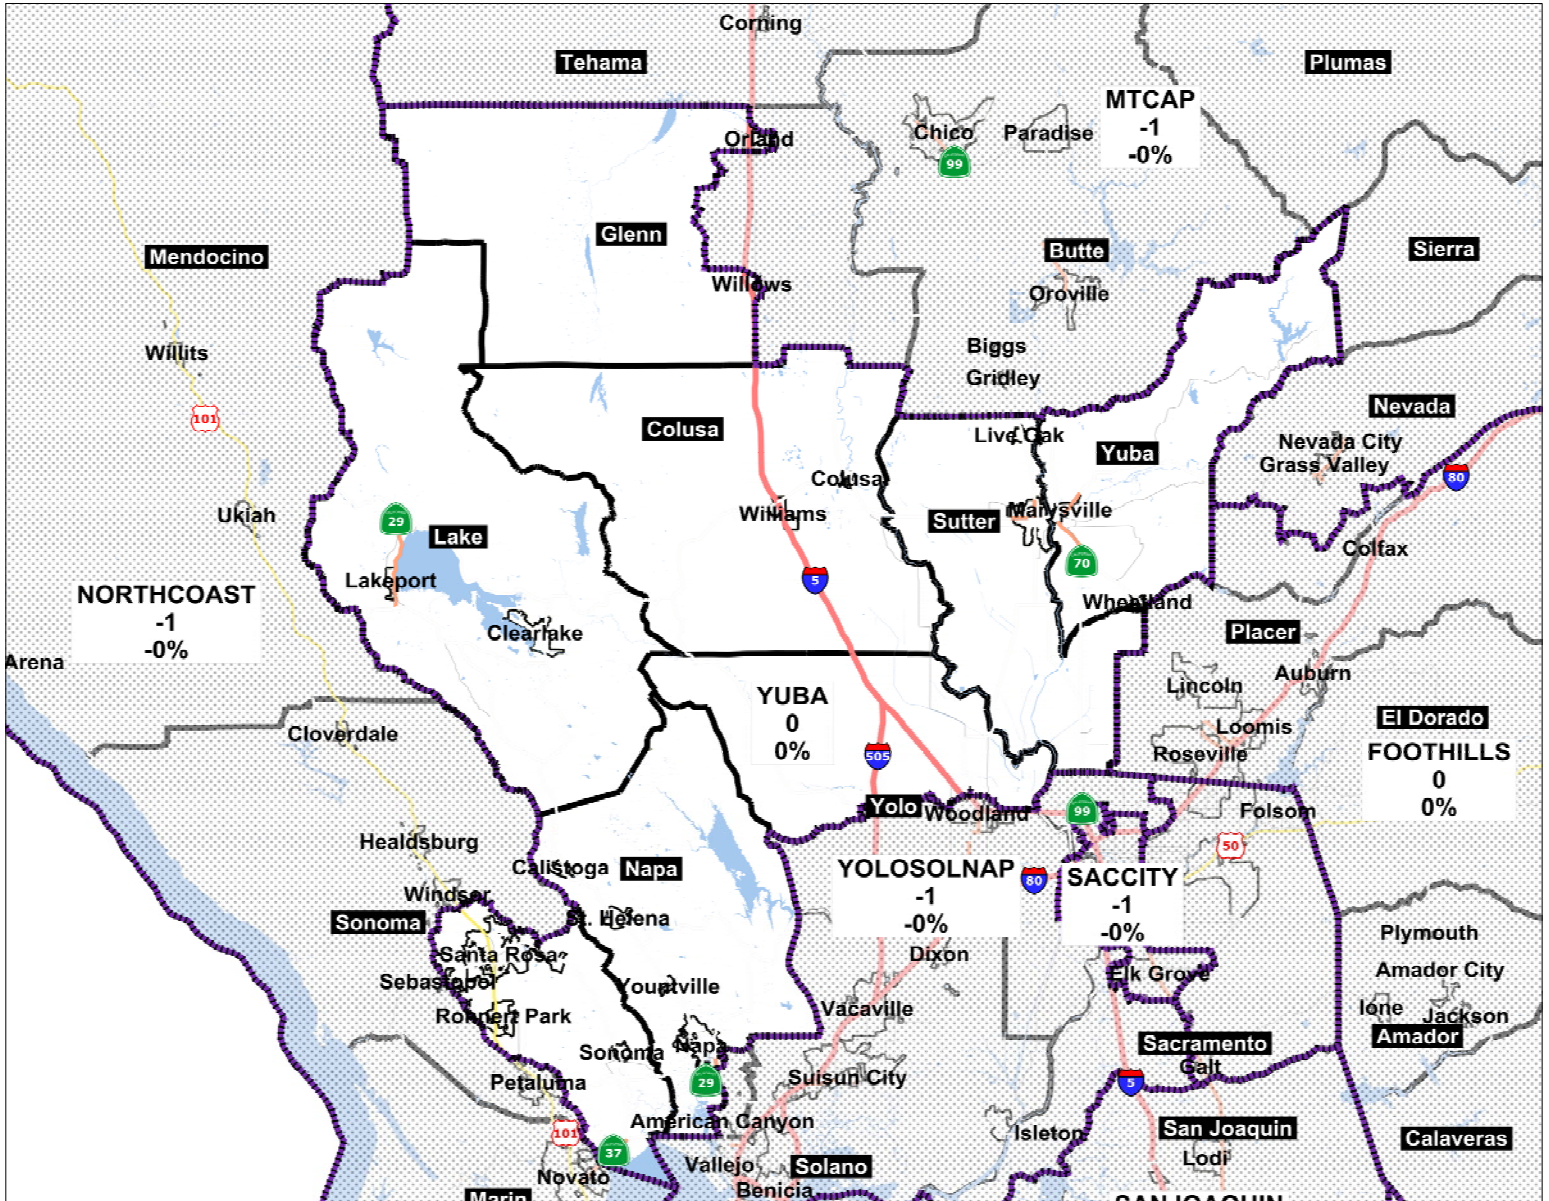 Corning
Tehama
Plumas
MTCAP
-1
-0%
Orland
Chico
Paradise
99
Glenn
Mendocino
Butte
Sierra
Willows
Oroville
Willits
Biggs
Gridley
101
Colusa
Nevada
Live Oak
Yuba
Nevada City
Grass Valley
80
Colusa
Williams
Ukiah
29
Lake
Sutter
Marysville
70
Colfax
Lakeport
5
NORTHCOAST
-1
-0%
Wheatland
Clearlake
Placer
Arena
Auburn
Lincoln
YUBA
0
0%
Loomis
El Dorado
Cloverdale
Roseville
505
FOOTHILLS
0
0%
Yolo
Woodland
99
Folsom
Healdsburg
50
Calistoga
Napa
YOLOSOLNAP
-1
-0%
80
SACCITY
-1
-0%
Windsor
Sonoma
St. Helena
Plymouth
Santa Rosa
Dixon
Elk Grove
Amador City
Sebastopol
Yountville
Vacaville
Ione
Jackson
Rohnert Park
Amador
Sonoma
Napa
Sacramento
Galt
Petaluma
29
Suisun City
5
American Canyon
101
Isleton
San Joaquin
Calaveras
37
Lodi
Vallejo
Solano
Novato
Benicia
Marin
SAN JOAQUIN